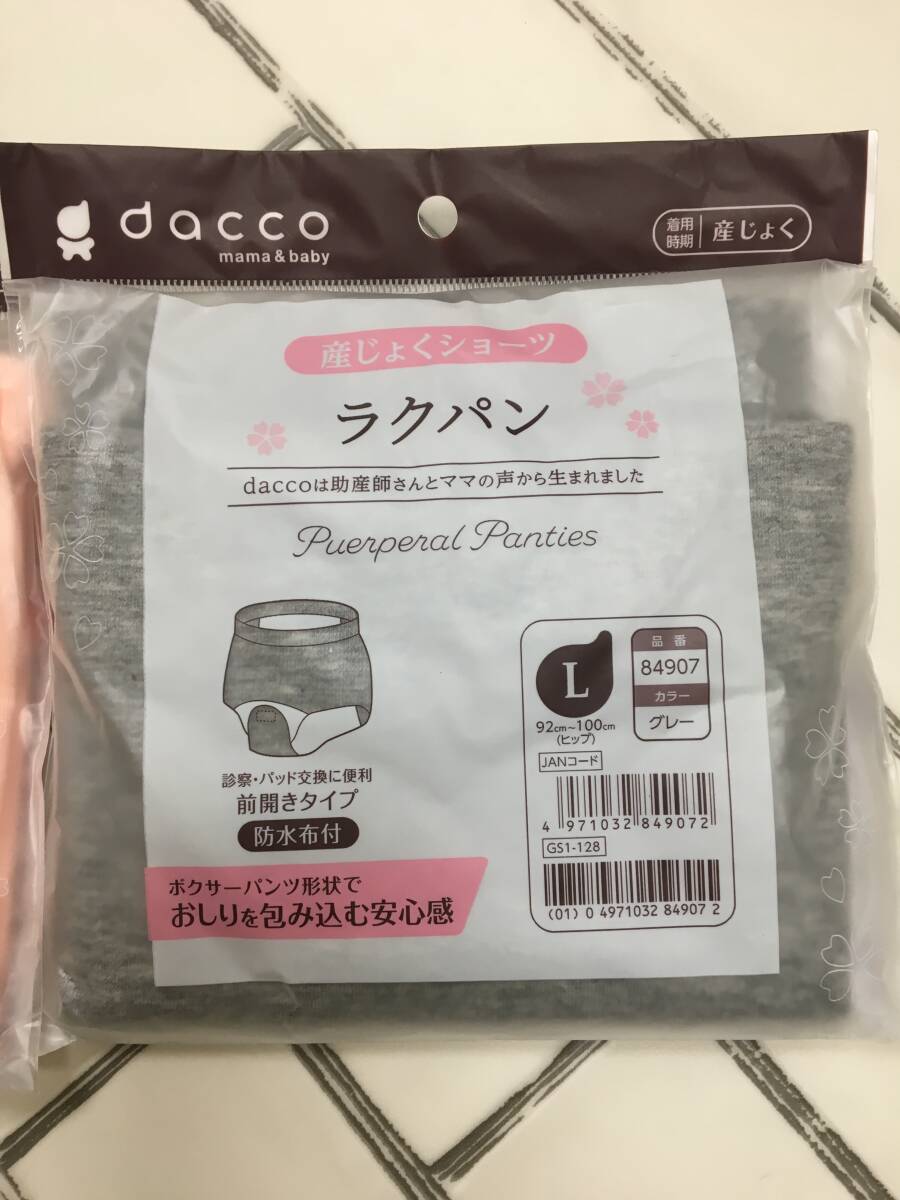 dacco
mama & baby
着用
時期
産じょく
産じょくショーツ
ラクパン
daccoは助産師さんとママの声から生まれました
Puerperal Panties
L
92cm~100cm
(ヒップ)
品番
84907
カラー
グレー
診察・パッド交換に便利
前開きタイプ
防水布付
JANコード
4 971032 849072
GS1-128
(01) 0 4971032 84907 2
ボクサーパンツ形状で
おしりを包み込む安心感